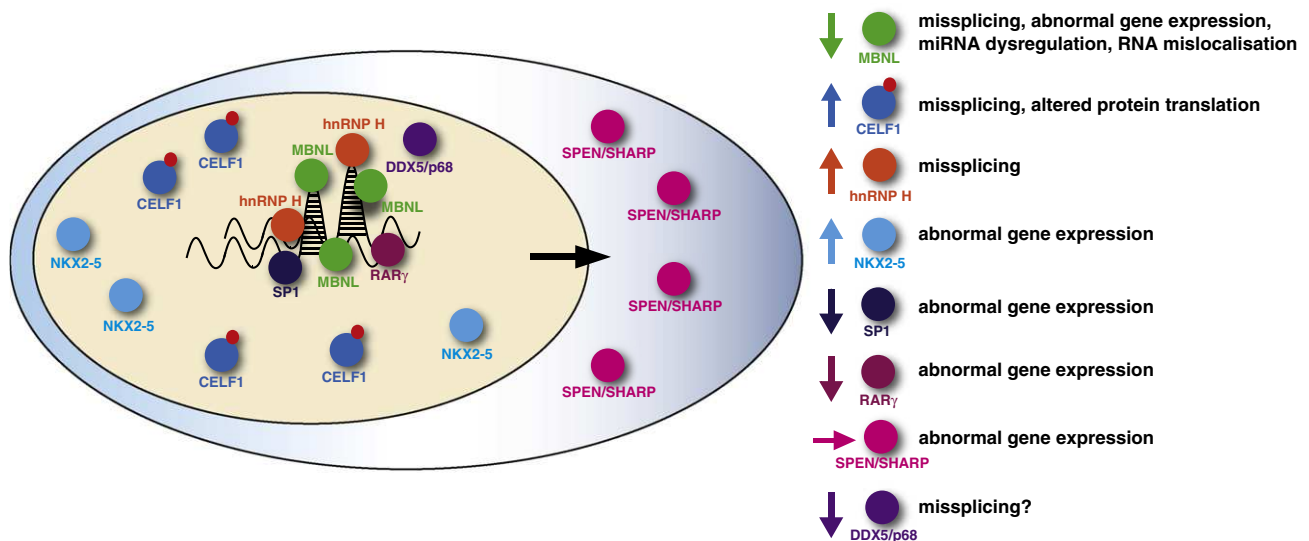 CELF1
hnRNP H
MBNL
DDX5/p68
CELF1
hnRNP H
MBNL
NKX2-5
SP1
MBNL
RARγ
NKX2-5
CELF1
CELF1
NKX2-5
SPEN/SHARP
SPEN/SHARP
SPEN/SHARP
SPEN/SHARP
MBNL
missplicing, abnormal gene expression,
miRNA dysregulation, RNA mislocalisation
CELF1
missplicing, altered protein translation
hnRNP H
missplicing
NKX2-5
abnormal gene expression
SP1
abnormal gene expression
RARγ
abnormal gene expression
SPEN/SHARP
abnormal gene expression
DDX5/p68
missplicing?